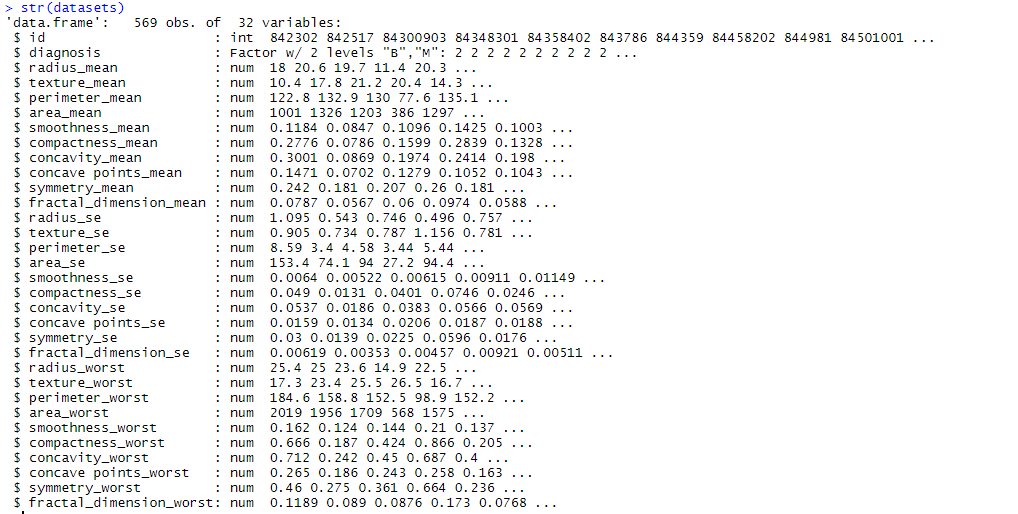 > str(datasets)
'data.frame':	569 obs. of  32 variables:
 $ id                     : int  842302 842517 84300903 84348301 84358402 843786 844359 84458202 844981 84501001 ...
 $ diagnosis              : Factor w/ 2 levels "B","M": 2 2 2 2 2 2 2 2 2 2 ...
 $ radius_mean            : num  18 20.6 19.7 11.4 20.3 ...
 $ texture_mean           : num  10.4 17.8 21.2 20.4 14.3 ...
 $ perimeter_mean         : num  122.8 132.9 130 77.6 135.1 ...
 $ area_mean              : num  1001 1326 1203 386 1297 ...
 $ smoothness_mean        : num  0.1184 0.0847 0.1096 0.1425 0.1003 ...
 $ compactness_mean       : num  0.2776 0.0786 0.1599 0.2839 0.1328 ...
 $ concavity_mean         : num  0.3001 0.0869 0.1974 0.2414 0.198 ...
 $ concave points_mean    : num  0.1471 0.0702 0.1279 0.1052 0.1043 ...
 $ symmetry_mean          : num  0.242 0.181 0.207 0.26 0.181 ...
 $ fractal_dimension_mean : num  0.0787 0.0567 0.06 0.0974 0.0588 ...
 $ radius_se              : num  1.095 0.543 0.746 0.496 0.757 ...
 $ texture_se             : num  0.905 0.734 0.787 1.156 0.781 ...
 $ perimeter_se           : num  8.59 3.4 4.58 3.44 5.44 ...
 $ area_se                : num  153.4 74.1 94 27.2 94.4 ...
 $ smoothness_se          : num  0.0064 0.00522 0.00615 0.00911 0.01149 ...
 $ compactness_se         : num  0.049 0.0131 0.0401 0.0746 0.0246 ...
 $ concavity_se           : num  0.0537 0.0186 0.0383 0.0566 0.0569 ...
 $ concave points_se      : num  0.0159 0.0134 0.0206 0.0187 0.0188 ...
 $ symmetry_se            : num  0.03 0.0139 0.0225 0.0596 0.0176 ...
 $ fractal_dimension_se   : num  0.00619 0.00353 0.00457 0.00921 0.00511 ...
 $ radius_worst           : num  25.4 25 23.6 14.9 22.5 ...
 $ texture_worst          : num  17.3 23.4 25.5 26.5 16.7 ...
 $ perimeter_worst        : num  184.6 158.8 152.5 98.9 152.2 ...
 $ area_worst             : num  2019 1956 1709 568 1575 ...
 $ smoothness_worst       : num  0.162 0.124 0.144 0.21 0.137 ...
 $ compactness_worst      : num  0.666 0.187 0.424 0.866 0.205 ...
 $ concavity_worst        : num  0.712 0.242 0.45 0.687 0.4 ...
 $ concave points_worst   : num  0.265 0.186 0.243 0.258 0.163 ...
 $ symmetry_worst         : num  0.46 0.275 0.361 0.664 0.236 ...
 $ fractal_dimension_worst: num  0.1189 0.089 0.0876 0.173 0.0768 ...